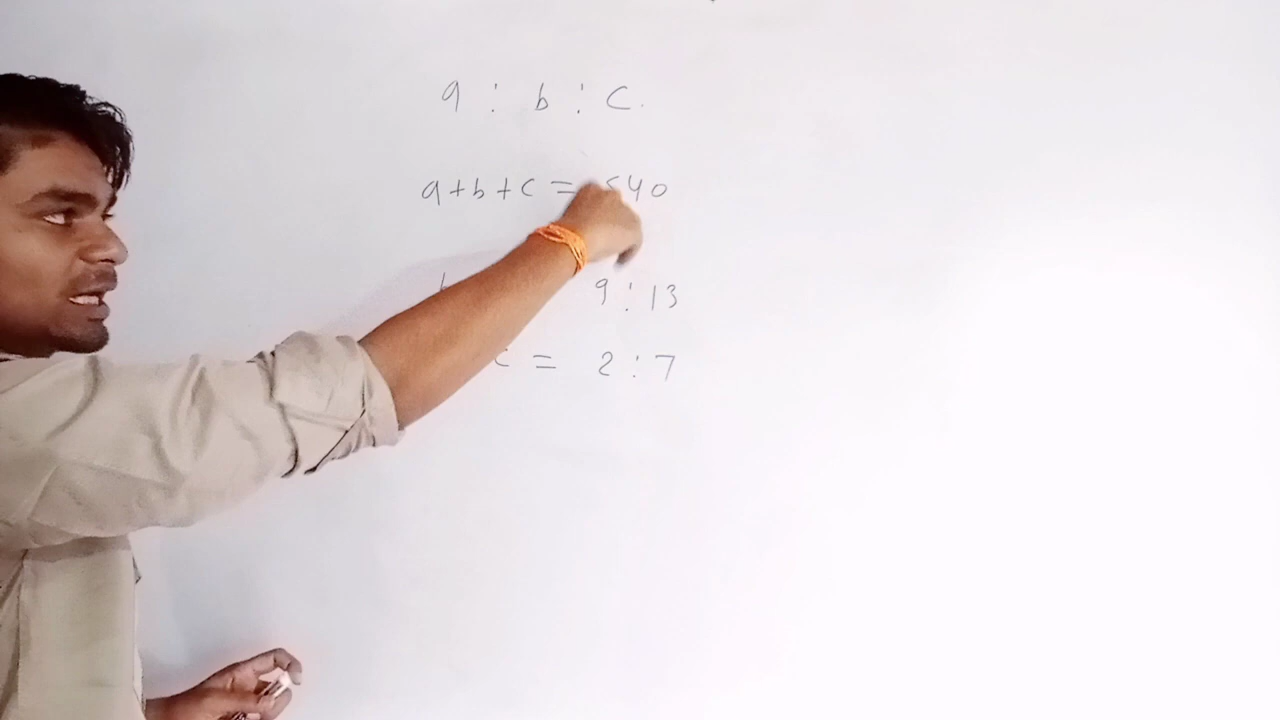 a : b : c.
a+b+c = 540
9 : 13
c = 2 : 7